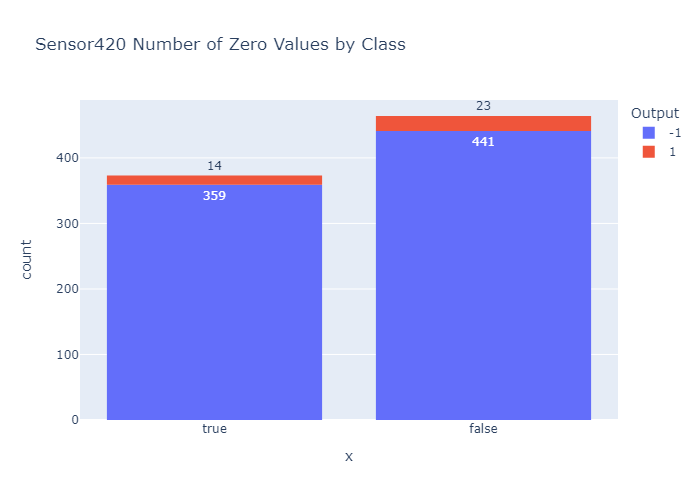 Sensor420 Number of Zero Values by Class
Output
-1
1
23
441
14
359
400
300
200
100
0
count
true
false
x